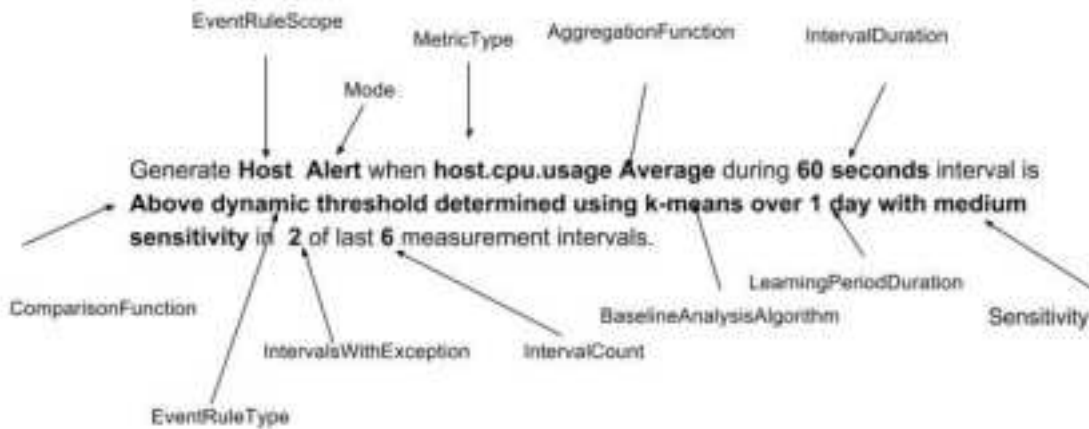 EventRuleScope
MetricType
AggregationFunction
IntervalDuration
Mode
Generate Host Alert when host.cpu.usage Average during 60 seconds interval is
Above dynamic threshold determined using k-means over 1 day with medium
sensitivity in 2 of last 6 measurement intervals.
ComparisonFunction
LearningPeriodDuration
BaselineAnalysisAlgorithm
Sensitivity
IntervalsWithException
IntervalCount
EventRuleType